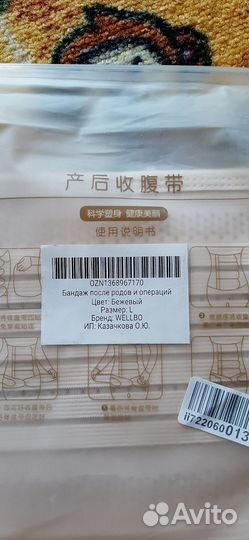 产后收腹带
科学塑身 健康美丽
使用说明书
OZN1368967170
Бандаж после родов и операций
Цвет: Бежевый
Размер: L
Бренд: WELLBO
ИП: Казачкова О.Ю.
ii722060013
Avito